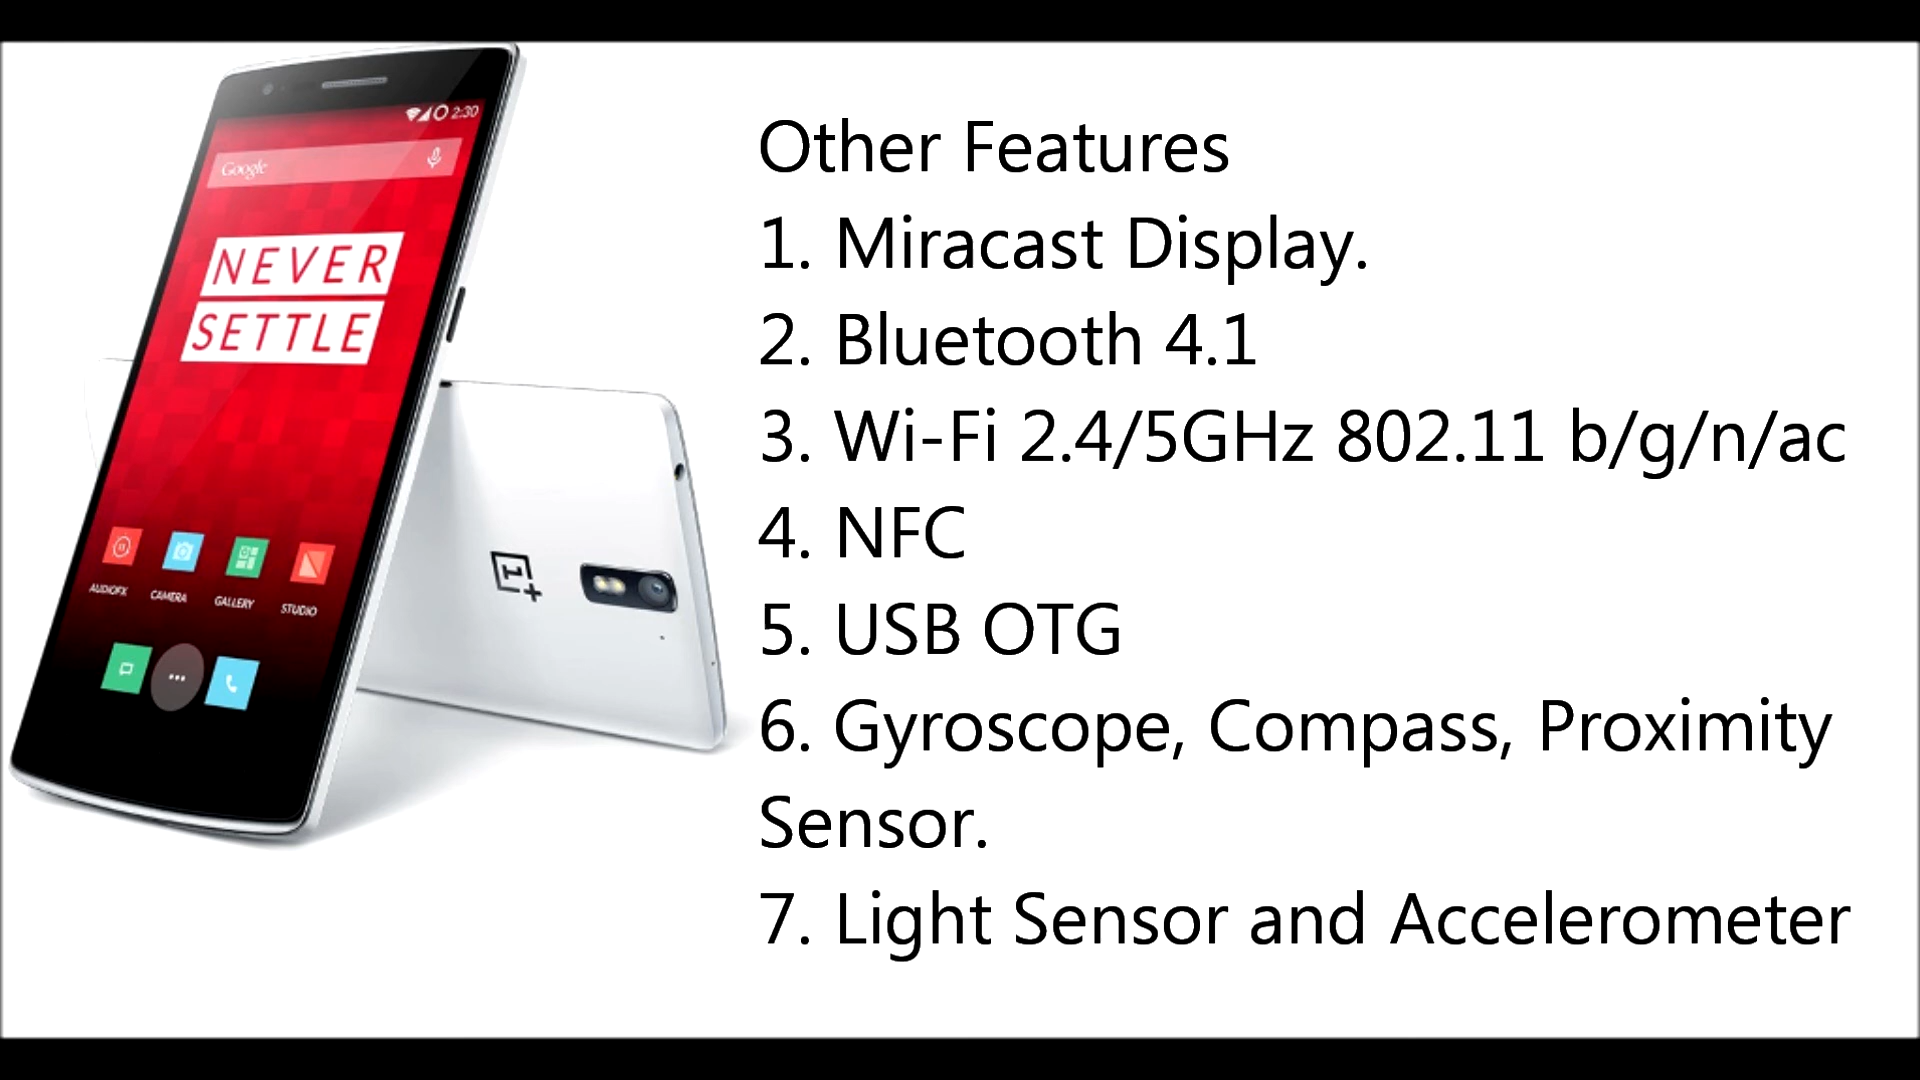 2:30
Google
NEVER
SETTLE
AUDIOFX CAMERA GALLERY STUDIO
1+
Other Features
1. Miracast Display.
2. Bluetooth 4.1
3. Wi-Fi 2.4/5GHz 802.11 b/g/n/ac
4. NFC
5. USB OTG
6. Gyroscope, Compass, Proximity
Sensor.
7. Light Sensor and Accelerometer